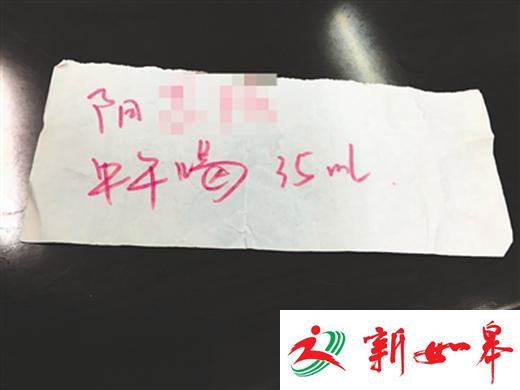 阳
中午喝 35ml.
新如皋